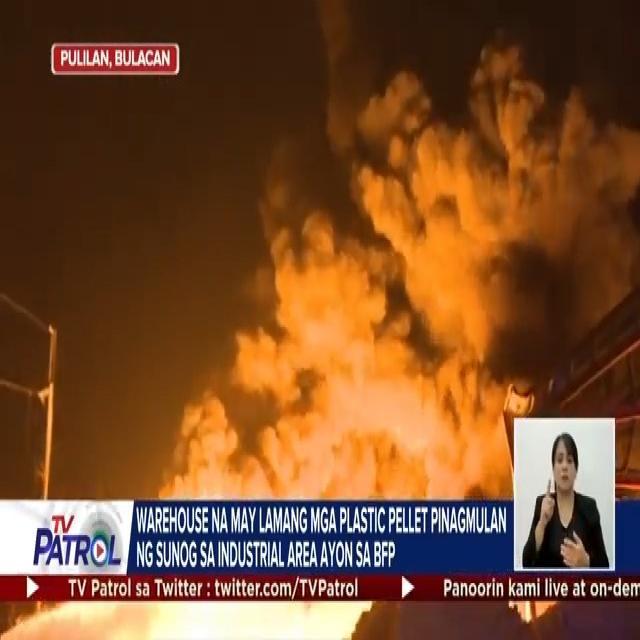 PULILAN, BULACAN
TV PATROL
WAREHOUSE NA MAY LAMANG MGA PLASTIC PELLET PINAGMULAN
NG SUNOG SA INDUSTRIAL AREA AYON SA BFP
TV Patrol sa Twitter : twitter.com/TVPatrol Panoorin kami live at on-dem